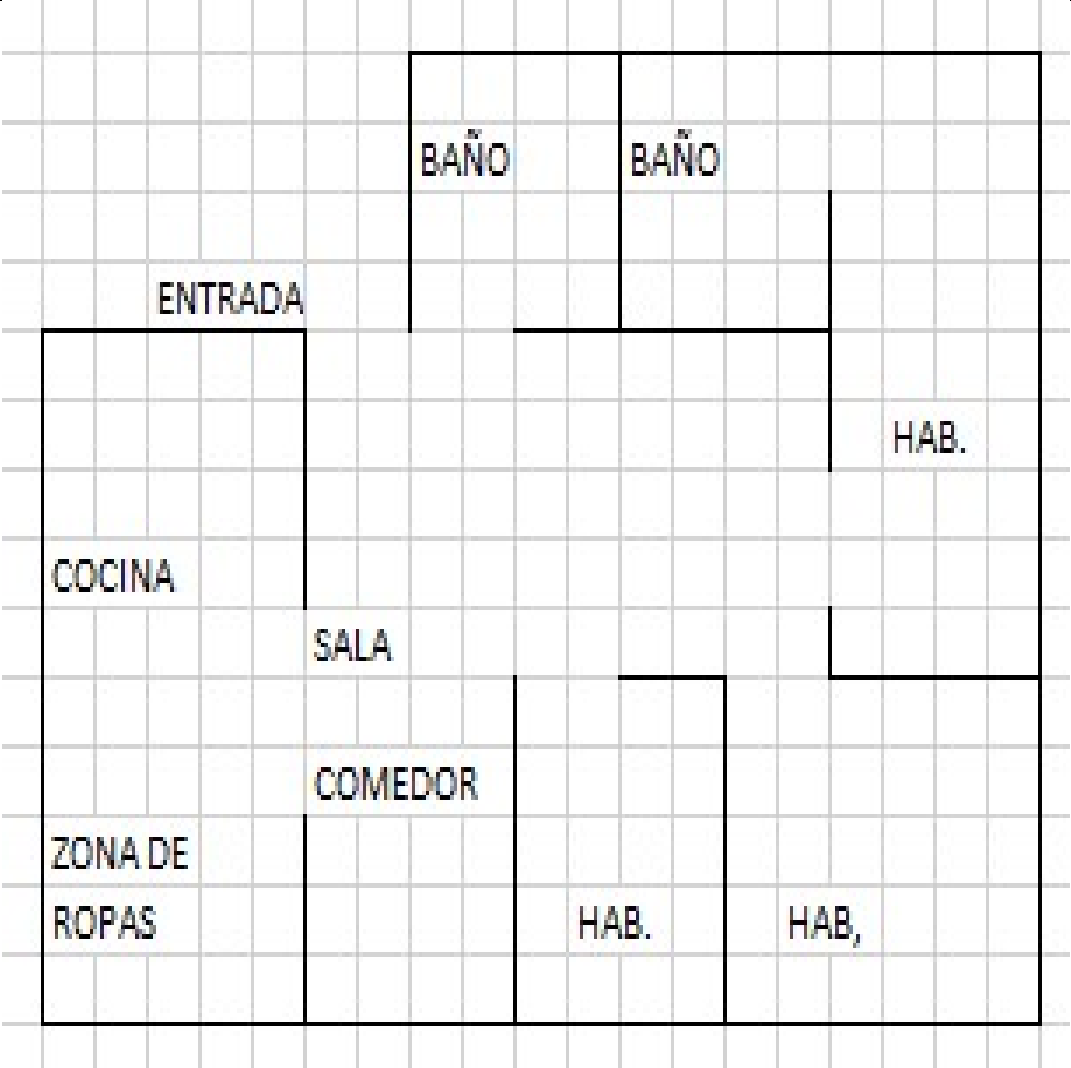 BAÑO
BAÑO
ENTRADA
HAB.
COCINA
SALA
COMEDOR
ZONA DE
ROPAS
HAB.
HAB,